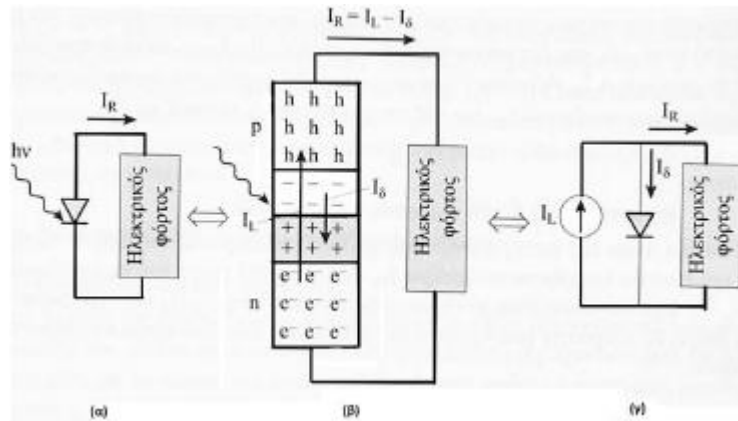 I_R
hν
Ηλεκτρικός
φόρτος
(α)
I_R = I_L – I_δ
p
h h h
h h h
h h h
– – –
– – –
I_δ
I_L
+ + +
+ + +
n
e⁻ e⁻ e⁻
e⁻ e⁻ e⁻
e⁻ e⁻ e⁻
Ηλεκτρικός
φόρτος
(β)
I_R
I_δ
I_L
Ηλεκτρικός
φόρτος
(γ)